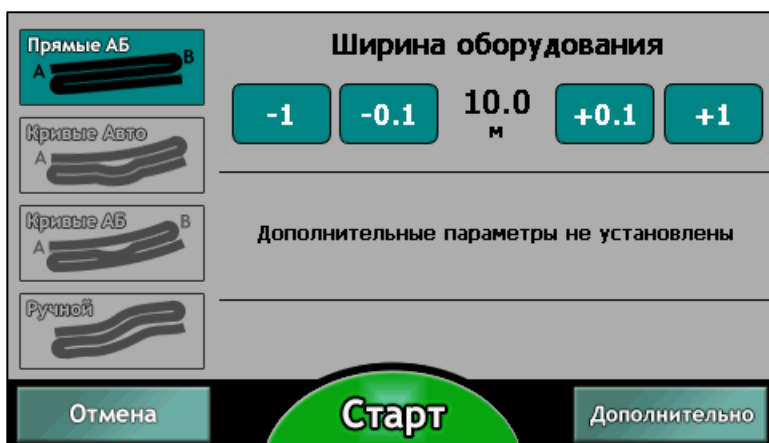 Прямые АБ
A
B
Кривые Авто
A
Кривые АБ
A
B
Ручной
Ширина оборудования
-1
-0.1
10.0
м
+0.1
+1
Дополнительные параметры не установлены
Отмена
Старт
Дополнительно